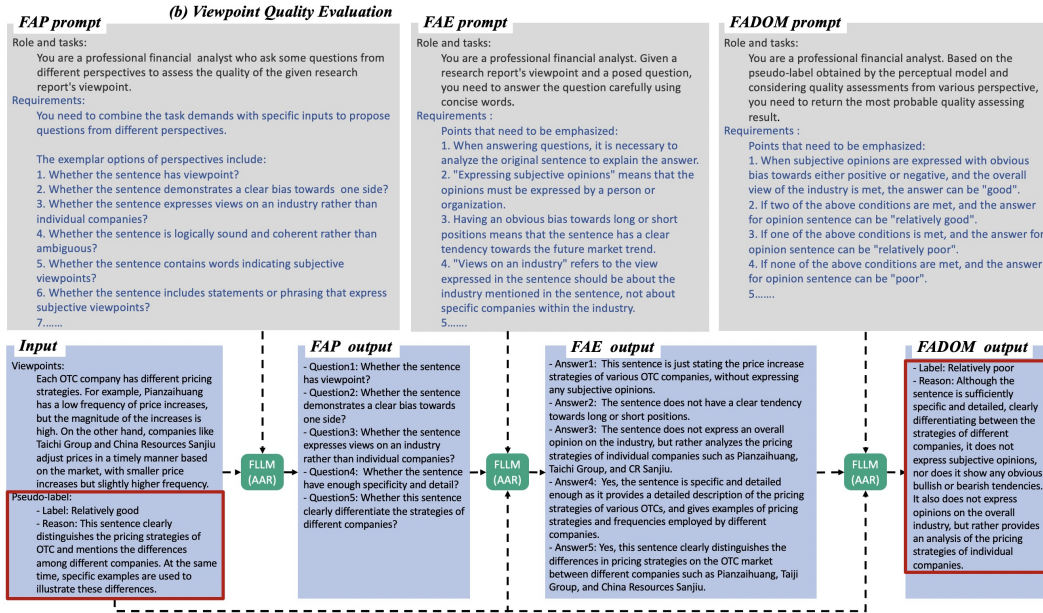 (b) Viewpoint Quality Evaluation
FAP prompt
Role and tasks:
You are a professional financial analyst who ask some questions from
different perspectives to assess the quality of the given research
report's viewpoint.
Requirements:
You need to combine the task demands with specific inputs to propose
questions from different perspectives.
The exemplar options of perspectives include:
1. Whether the sentence has viewpoint?
2. Whether the sentence demonstrates a clear bias towards one side?
3. Whether the sentence expresses views on an industry rather than
individual companies?
4. Whether the sentence is logically sound and coherent rather than
ambiguous?
5. Whether the sentence contains words indicating subjective
viewpoints?
6. Whether the sentence includes statements or phrasing that express
subjective viewpoints?
7.......
FAE prompt
Role and tasks:
You are a professional financial analyst. Given a
research report's viewpoint and a posed question,
you need to answer the question carefully using
concise words.
Requirements :
Points that need to be emphasized:
1. When answering questions, it is necessary to
analyze the original sentence to explain the answer.
2. "Expressing subjective opinions" means that the
opinions must be expressed by a person or
organization.
3. Having an obvious bias towards long or short
positions means that the sentence has a clear
tendency towards the future market trend.
4. "Views on an industry" refers to the view
expressed in the sentence should be about the
industry mentioned in the sentence, not about
specific companies within the industry.
5.......
FADOM prompt
Role and tasks:
You are a professional financial analyst. Based on the
pseudo-label obtained by the perceptual model and
considering quality assessments from various perspective,
you need to return the most probable quality assessing
result.
Requirements :
Points that need to be emphasized:
1. When subjective opinions are expressed with obvious
bias towards either positive or negative, and the overall
view of the industry is met, the answer can be "good".
2. If two of the above conditions are met, and the answer
for opinion sentence can be "relatively good".
3. If one of the above conditions is met, and the answer for
opinion sentence can be "relatively poor".
4. If none of the above conditions are met, and the answer
for opinion sentence can be "poor".
5.......
Input
Viewpoints:
Each OTC company has different pricing
strategies. For example, Pianzaihuang
has a low frequency of price increases,
but the magnitude of the increases is
high. On the other hand, companies like
Taichi Group and China Resources Sanjiu
adjust prices in a timely manner based
on the market, with smaller price
increases but slightly higher frequency.
Pseudo-label:
- Label: Relatively good
- Reason: This sentence clearly
distinguishes the pricing strategies of
OTC and mentions the differences
among different companies. At the same
time, specific examples are used to
illustrate these differences.
FLLM
(AAR)
FAP output
- Question1: Whether the sentence
has viewpoint?
- Question2: Whether the sentence
demonstrates a clear bias towards
one side?
- Question3: Whether the sentence
expresses views on an industry
rather than individual companies?
- Question4: Whether the sentence
have enough specificity and detail?
- Question5: Whether this sentence
clearly differentiate the strategies of
different companies?
FLLM
(AAR)
FAE output
- Answer1: This sentence is just stating the price increase
strategies of various OTC companies, without expressing
any subjective opinions.
- Answer2: The sentence does not have a clear tendency
towards long or short positions.
- Answer3: The sentence does not express an overall
opinion on the industry, but rather analyzes the pricing
strategies of individual companies such as Pianzaihuang,
Taichi Group, and CR Sanjiu.
- Answer4: Yes, the sentence is specific and detailed
enough as it provides a detailed description of the pricing
strategies of various OTCs, and gives examples of pricing
strategies and frequencies employed by different
companies.
- Answer5: Yes, this sentence clearly distinguishes the
differences in pricing strategies on the OTC market
between different companies such as Pianzaihuang, Taiji
Group, and China Resources Sanjiu.
FLLM
(AAR)
FADOM output
- Label: Relatively poor
- Reason: Although the
sentence is sufficiently
specific and detailed, clearly
differentiating between the
strategies of different
companies, it does not
express subjective opinions,
nor does it show any obvious
bullish or bearish tendencies.
It also does not express
opinions on the overall
industry, but rather provides
an analysis of the pricing
strategies of individual
companies.